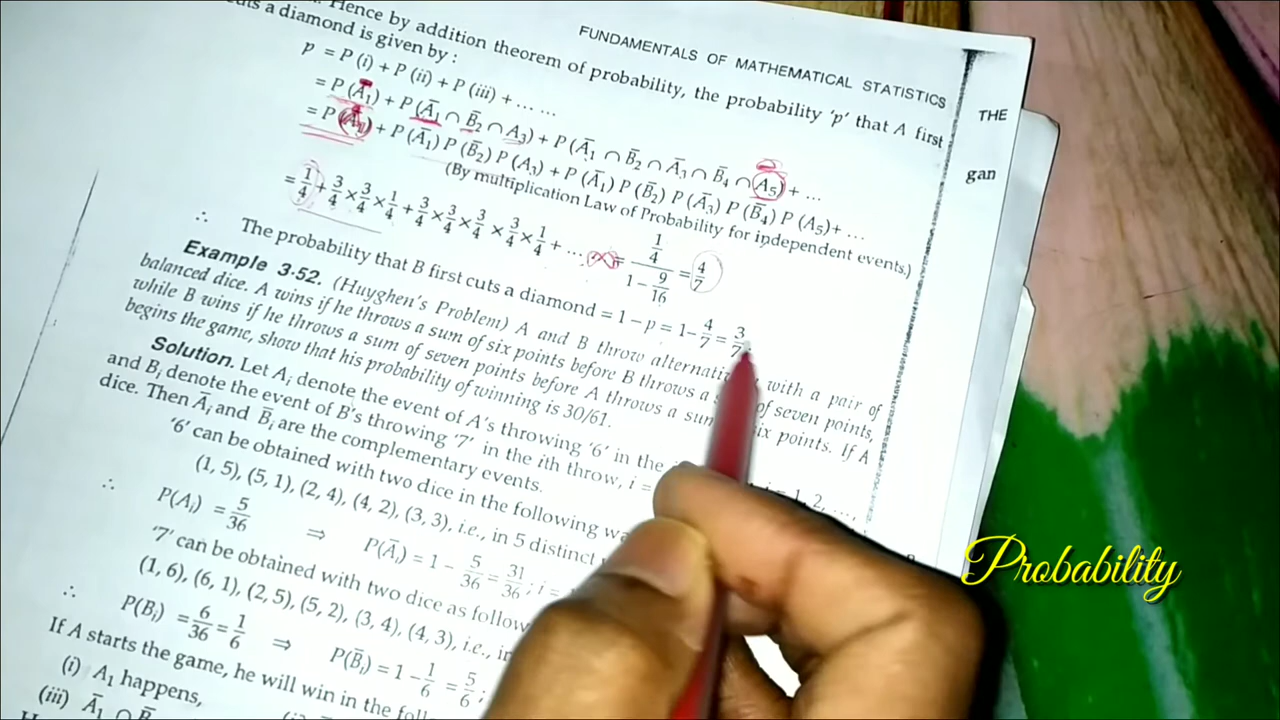 FUNDAMENTALS OF MATHEMATICAL STATISTICS
Hence by addition theorem of probability, the probability 'p' that A first
cuts a diamond is given by :
p = P (i) + P (ii) + P (iii) + ... ...
= P (A₁) + P (Ā₁ ∩ B̄₂ ∩ A₃) + P (Ā₁ ∩ B̄₂ ∩ Ā₃ ∩ B̄₄ ∩ A₅) + ...
= P (A₁) + P (Ā₁) P (B̄₂) P (A₃) + P (Ā₁) P (B̄₂) P (Ā₃) P (B̄₄) P (A₅)+ ...
(By multiplication Law of Probability for independent events.)
= 1/4 + 3/4 × 3/4 × 1/4 + 3/4 × 3/4 × 3/4 × 3/4 × 1/4 + ... ∞ = (1/4)/(1 − 9/16) = 4/7
∴ The probability that B first cuts a diamond = 1 − p = 1 − 4/7 = 3/7
Example 3·52. (Huyghen's Problem) A and B throw with a pair of
balanced dice. A wins if he throws a sum of six points before B throws a of seven points,
while B wins if he throws a sum of seven points before A throws a six points. If A
begins the game, show that his probability of winning is 30/61.
Solution. Let Aᵢ denote the event of A's throwing '6' in the
and Bᵢ denote the event of B's throwing '7' in the ith throw, i = 1, 2, ...,
dice. Then Āᵢ and B̄ᵢ are the complementary events.
'6' can be obtained with two dice in the following
(1, 5), (5, 1), (2, 4), (4, 2), (3, 3), i.e., in 5 distinct
∴ P(Aᵢ) = 5/36 ⇒ P(Āᵢ) = 1 − 5/36 = 31/36 ; i =
'7' can be obtained with two dice as
(1, 6), (6, 1), (2, 5), (5, 2), (3, 4), (4, 3), i.e., in
∴ P(Bᵢ) = 6/36 = 1/6 ⇒ P(B̄ᵢ) = 1 − 1/6 = 5/6 ;
If A starts the game, he will win in the
(i) A₁ happens,
(iii) Ā₁ ∩
THE
gan
Probability